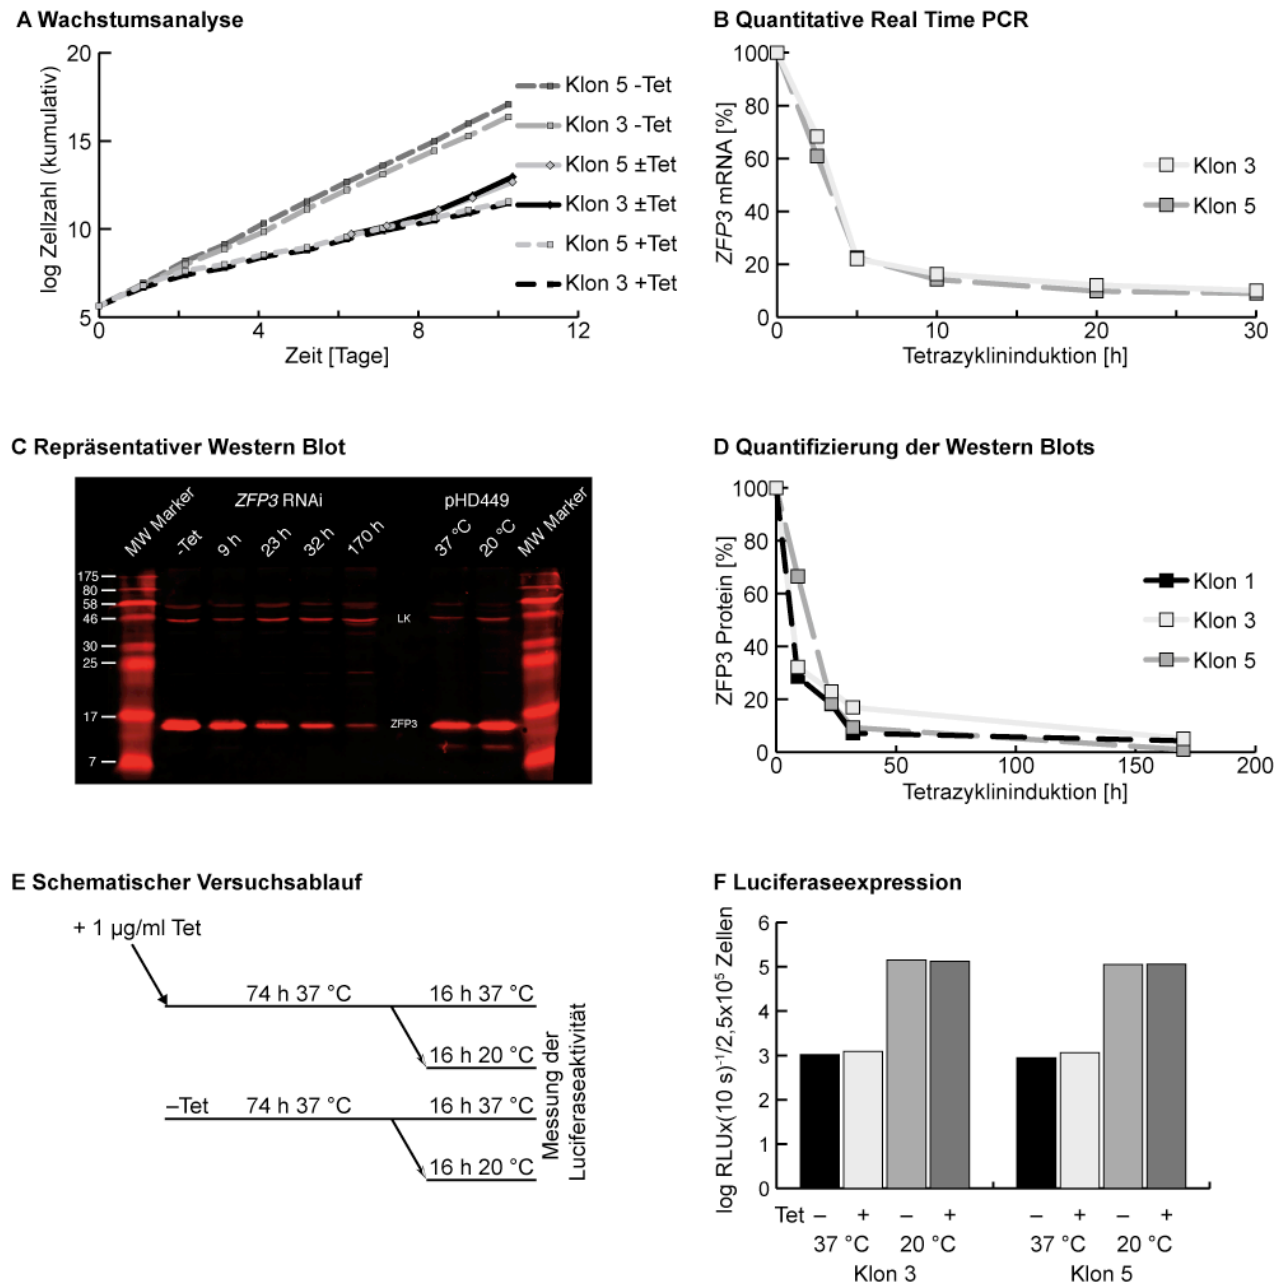 A Wachstumsanalyse
log Zellzahl (kumulativ)
20
15
10
5
0
4
8
12
Zeit [Tage]
Klon 5 -Tet
Klon 3 -Tet
Klon 5 ±Tet
Klon 3 ±Tet
Klon 5 +Tet
Klon 3 +Tet
B Quantitative Real Time PCR
ZFP3 mRNA [%]
100
80
60
40
20
0
0
10
20
30
Tetrazyklininduktion [h]
Klon 3
Klon 5
C Repräsentativer Western Blot
MW Marker
ZFP3 RNAi
-Tet
9 h
23 h
32 h
170 h
pHD449
37 °C
20 °C
MW Marker
175
80
58
46
30
25
17
7
LK
ZFP3
D Quantifizierung der Western Blots
ZFP3 Protein [%]
100
80
60
40
20
0
0
50
100
150
200
Tetrazyklininduktion [h]
Klon 1
Klon 3
Klon 5
E Schematischer Versuchsablauf
+ 1 µg/ml Tet
74 h 37 °C
16 h 37 °C
16 h 20 °C
–Tet
74 h 37 °C
16 h 37 °C
16 h 20 °C
Messung der
Luciferaseaktivität
F Luciferaseexpression
log RLUx(10 s)⁻¹/2,5x10⁵ Zellen
6
5
4
3
2
1
0
Tet – + – + – + – +
37 °C 20 °C 37 °C 20 °C
Klon 3 Klon 5